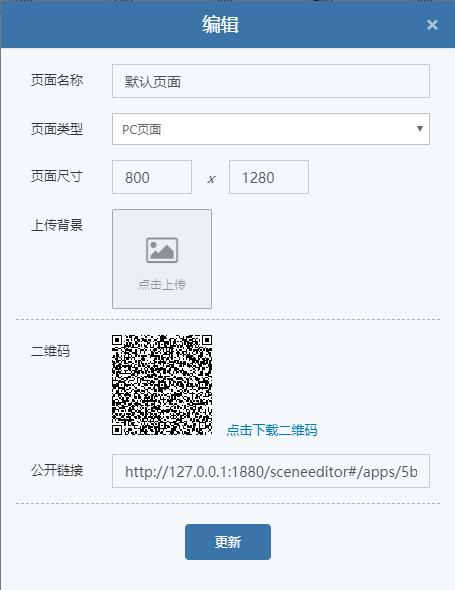 编辑 ×
页面名称 默认页面
页面类型 PC页面
页面尺寸 800 x 1280
上传背景
点击上传
二维码
点击下载二维码
公开链接 http://127.0.0.1:1880/sceneeditor#/apps/5b
更新